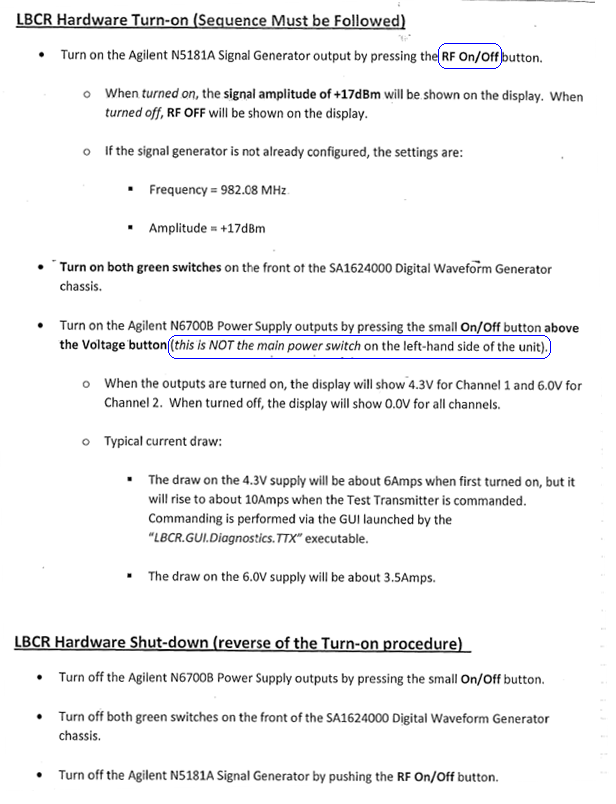 LBCR Hardware Turn-on (Sequence Must be Followed)
• Turn on the Agilent N5181A Signal Generator output by pressing the RF On/Off button.
o When turned on, the signal amplitude of +17dBm will be shown on the display. When
turned off, RF OFF will be shown on the display.
o If the signal generator is not already configured, the settings are:
▪ Frequency = 982.08 MHz
▪ Amplitude = +17dBm
• Turn on both green switches on the front of the SA1624000 Digital Waveform Generator
chassis.
• Turn on the Agilent N6700B Power Supply outputs by pressing the small On/Off button above
the Voltage button (this is NOT the main power switch on the left-hand side of the unit).
o When the outputs are turned on, the display will show 4.3V for Channel 1 and 6.0V for
Channel 2. When turned off, the display will show 0.0V for all channels.
o Typical current draw:
▪ The draw on the 4.3V supply will be about 6Amps when first turned on, but it
will rise to about 10Amps when the Test Transmitter is commanded.
Commanding is performed via the GUI launched by the
"LBCR.GUI.Diagnostics.TTX" executable.
▪ The draw on the 6.0V supply will be about 3.5Amps.
LBCR Hardware Shut-down (reverse of the Turn-on procedure)
• Turn off the Agilent N6700B Power Supply outputs by pressing the small On/Off button.
• Turn off both green switches on the front of the SA1624000 Digital Waveform Generator
chassis.
• Turn off the Agilent N5181A Signal Generator by pushing the RF On/Off button.